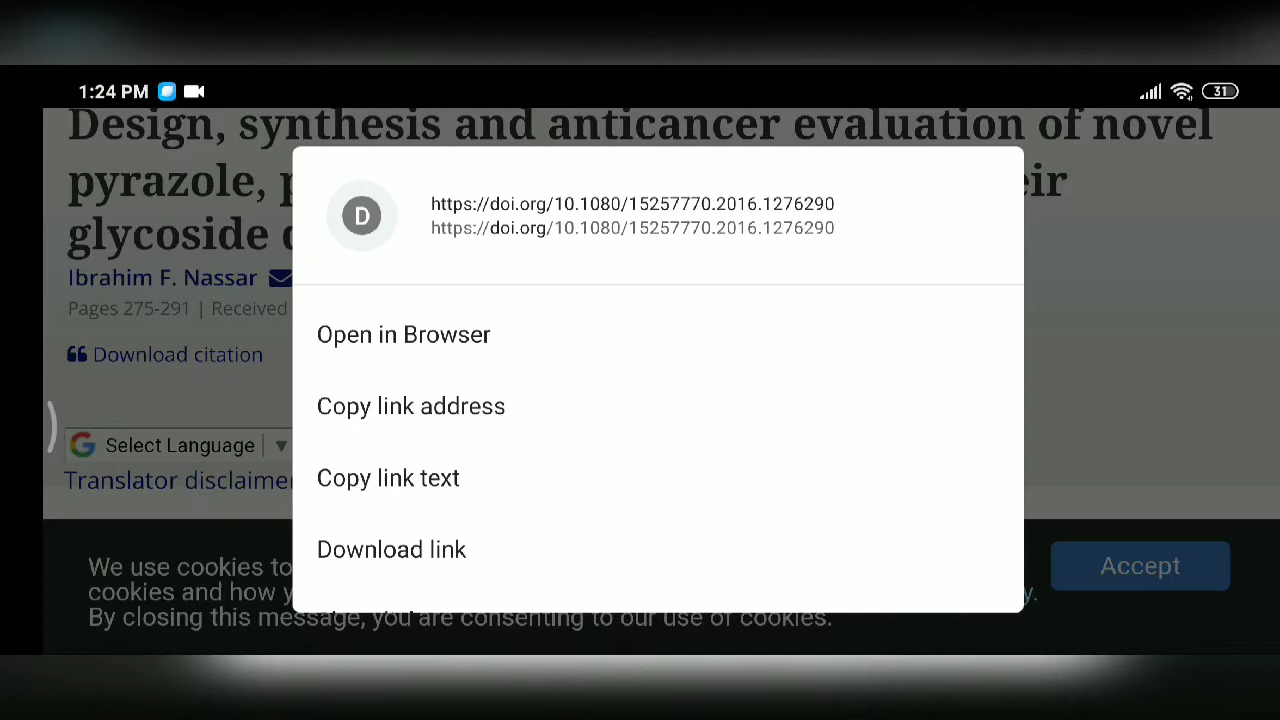 1:24 PM
31
Design, synthesis and anticancer evaluation of novel
pyrazole,
glycoside
https://doi.org/10.1080/15257770.2016.1276290
https://doi.org/10.1080/15257770.2016.1276290
D
Ibrahim F. Nassar
Pages 275-291 | Received
Download citation
Select Language
Translator disclaimer
Open in Browser
Copy link address
Copy link text
Download link
We use cookies to
cookies and how
By closing this message, you are consenting to our use of cookies.
Accept